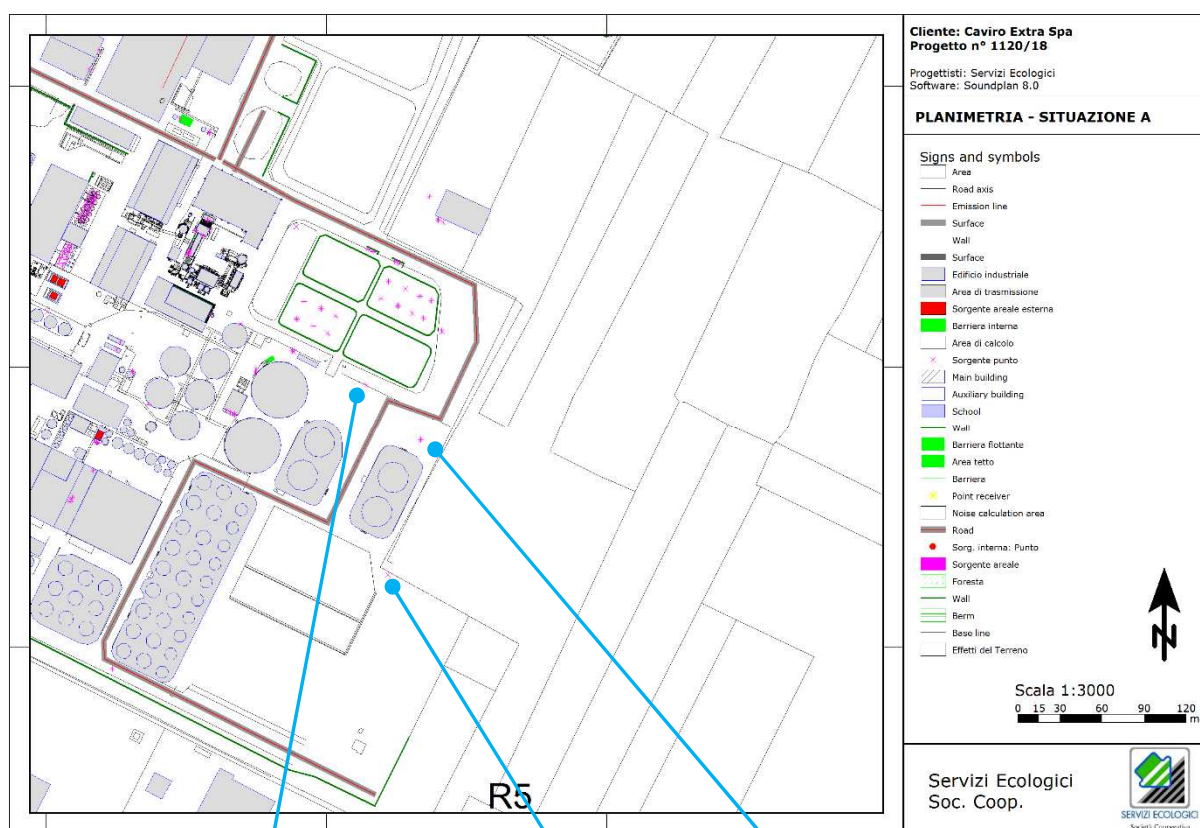 Cliente: Caviro Extra Spa
Progetto n° 1120/18
Progettisti: Servizi Ecologici
Software: Soundplan 8.0
PLANIMETRIA - SITUAZIONE A
Signs and symbols
Area
Road axis
Emission line
Surface
Wall
Surface
Edificio industriale
Area di trasmissione
Sorgente areale esterna
Barriera interna
Area di calcolo
Sorgente punto
Main building
Auxiliary building
School
Wall
Barriera flottante
Area tetto
Barriera
Point receiver
Noise calculation area
Road
Sorg. interna: Punto
Sorgente areale
Foresta
Wall
Berm
Base line
Effetti del Terreno
N
Scala 1:3000
0 15 30 60 90 120
m
R5
Servizi Ecologici
Soc. Coop.
SERVIZI ECOLOGICI
Società Cooperativa